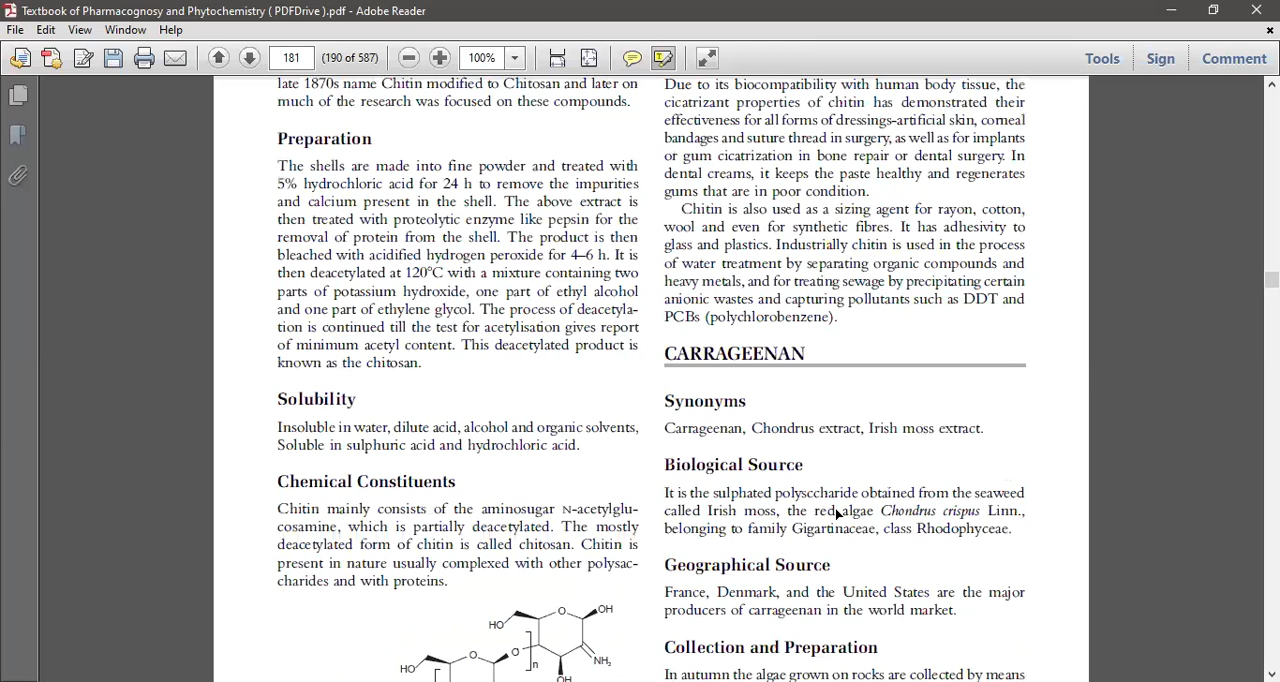 Textbook of Pharmacognosy and Phytochemistry ( PDFDrive ).pdf - Adobe Reader
File Edit View Window Help
181 (190 of 587) 100% Tools Sign Comment
late 1870s name Chitin modified to Chitosan and later on
much of the research was focused on these compounds.
Preparation
The shells are made into fine powder and treated with
5% hydrochloric acid for 24 h to remove the impurities
and calcium present in the shell. The above extract is
then treated with proteolytic enzyme like pepsin for the
removal of protein from the shell. The product is then
bleached with acidified hydrogen peroxide for 4–6 h. It is
then deacetylated at 120°C with a mixture containing two
parts of potassium hydroxide, one part of ethyl alcohol
and one part of ethylene glycol. The process of deacetyla-
tion is continued till the test for acetylisation gives report
of minimum acetyl content. This deacetylated product is
known as the chitosan.
Solubility
Insoluble in water, dilute acid, alcohol and organic solvents,
Soluble in sulphuric acid and hydrochloric acid.
Chemical Constituents
Chitin mainly consists of the aminosugar N-acetylglu-
cosamine, which is partially deacetylated. The mostly
deacetylated form of chitin is called chitosan. Chitin is
present in nature usually complexed with other polysac-
charides and with proteins.
HO O OH
HO O O n NH₂
OH
Due to its biocompatibility with human body tissue, the
cicatrizant properties of chitin has demonstrated their
effectiveness for all forms of dressings-artificial skin, corneal
bandages and suture thread in surgery, as well as for implants
or gum cicatrization in bone repair or dental surgery. In
dental creams, it keeps the paste healthy and regenerates
gums that are in poor condition.
Chitin is also used as a sizing agent for rayon, cotton,
wool and even for synthetic fibres. It has adhesivity to
glass and plastics. Industrially chitin is used in the process
of water treatment by separating organic compounds and
heavy metals, and for treating sewage by precipitating certain
anionic wastes and capturing pollutants such as DDT and
PCBs (polychlorobenzene).
CARRAGEENAN
Synonyms
Carrageenan, Chondrus extract, Irish moss extract.
Biological Source
It is the sulphated polysccharide obtained from the seaweed
called Irish moss, the red algae Chondrus crispus Linn.,
belonging to family Gigartinaceae, class Rhodophyceae.
Geographical Source
France, Denmark, and the United States are the major
producers of carrageenan in the world market.
Collection and Preparation
In autumn the algae grown on rocks are collected by means